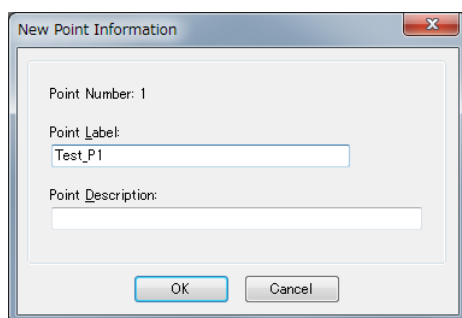 New Point Information
Point Number: 1
Point Label:
Test_P1
Point Description:
OK
Cancel